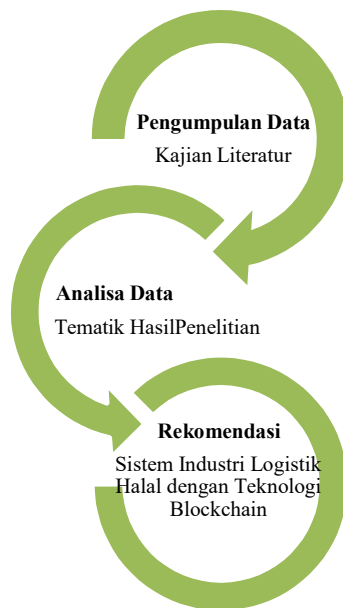 Pengumpulan Data
Kajian Literatur
Analisa Data
Tematik HasilPenelitian
Rekomendasi
Sistem Industri Logistik
Halal dengan Teknologi
Blockchain